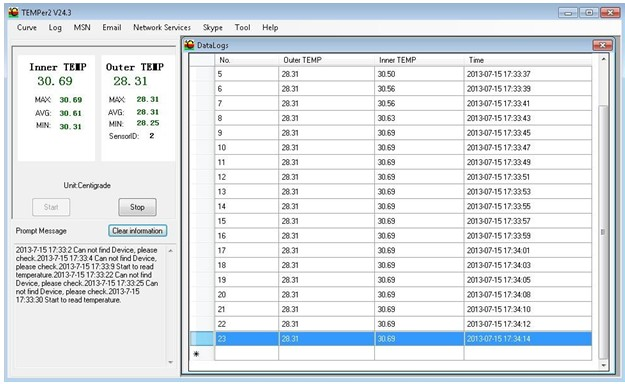 TEMPer2 V24.3
Curve Log MSN Email Network Services Skype Tool Help
Inner TEMP Outer TEMP
30.69 28.31
MAX: 30.69 MAX: 28.31
AVG: 30.61 AVG: 28.31
MIN: 30.31 MIN: 28.25
SensorID: 2
Unit:Centigrade
Start Stop
Prompt Message Clear information
2013-7-15 17:33:2 Can not find Device, please
check.2013-7-15 17:33:4 Can not find Device,
please check.2013-7-15 17:33:9 Start to read
temperature.2013-7-15 17:33:22 Can not find
Device, please check.2013-7-15 17:33:25 Can
not find Device, please check.2013-7-15
17:33:30 Start to read temperature.
DataLogs
No. Outer TEMP Inner TEMP Time
5 28.31 30.50 2013-07-15 17:33:37
6 28.31 30.56 2013-07-15 17:33:39
7 28.31 30.56 2013-07-15 17:33:41
8 28.31 30.63 2013-07-15 17:33:43
9 28.31 30.69 2013-07-15 17:33:45
10 28.31 30.69 2013-07-15 17:33:47
11 28.31 30.69 2013-07-15 17:33:49
12 28.31 30.69 2013-07-15 17:33:51
13 28.31 30.69 2013-07-15 17:33:53
14 28.31 30.69 2013-07-15 17:33:55
15 28.31 30.69 2013-07-15 17:33:57
16 28.31 30.69 2013-07-15 17:33:59
17 28.31 30.69 2013-07-15 17:34:01
18 28.31 30.69 2013-07-15 17:34:03
19 28.31 30.69 2013-07-15 17:34:05
20 28.31 30.69 2013-07-15 17:34:08
21 28.31 30.69 2013-07-15 17:34:10
22 28.31 30.69 2013-07-15 17:34:12
23 28.31 30.69 2013-07-15 17:34:14